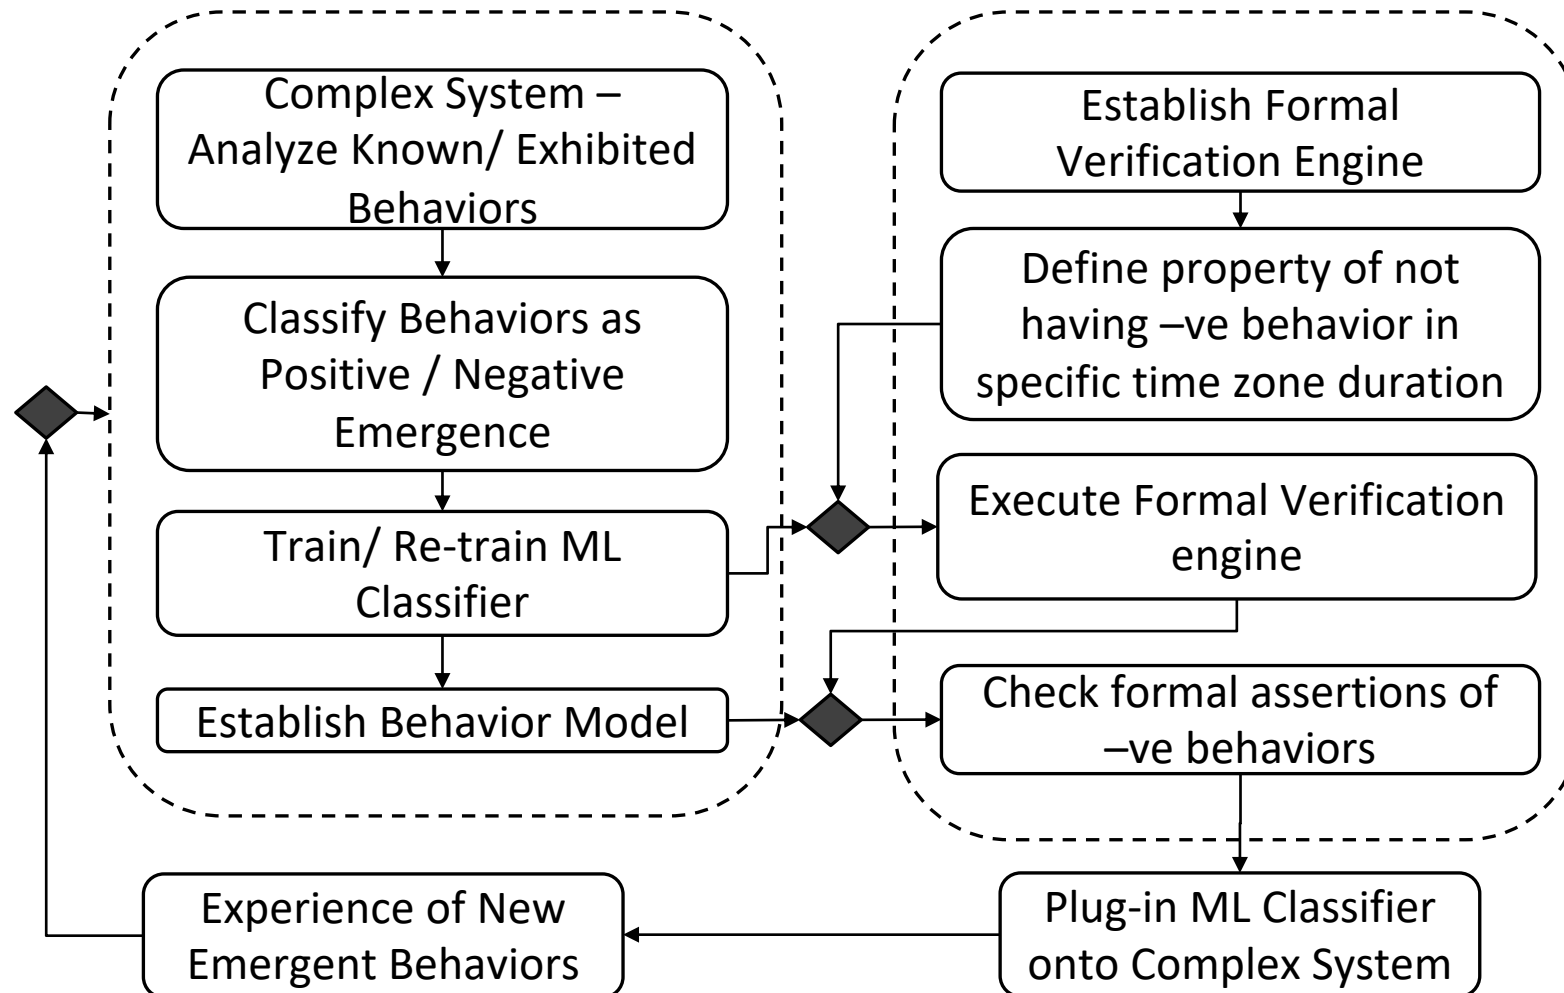 Complex System –
Analyze Known/ Exhibited
Behaviors
Classify Behaviors as
Positive / Negative
Emergence
Train/ Re-train ML
Classifier
Establish Behavior Model
Establish Formal
Verification Engine
Define property of not
having –ve behavior in
specific time zone duration
Execute Formal Verification
engine
Check formal assertions of
–ve behaviors
Experience of New
Emergent Behaviors
Plug-in ML Classifier
onto Complex System